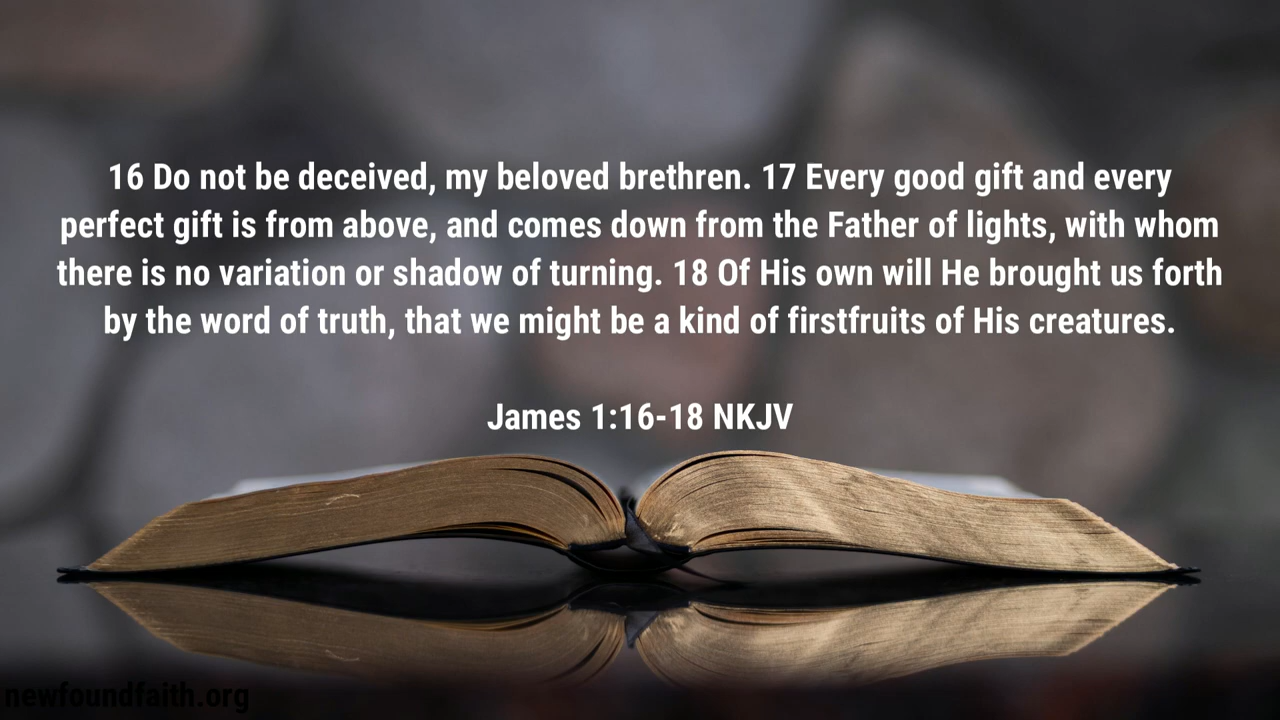 16 Do not be deceived, my beloved brethren. 17 Every good gift and every
perfect gift is from above, and comes down from the Father of lights, with whom
there is no variation or shadow of turning. 18 Of His own will He brought us forth
by the word of truth, that we might be a kind of firstfruits of His creatures.
James 1:16-18 NKJV
newfoundfaith.org